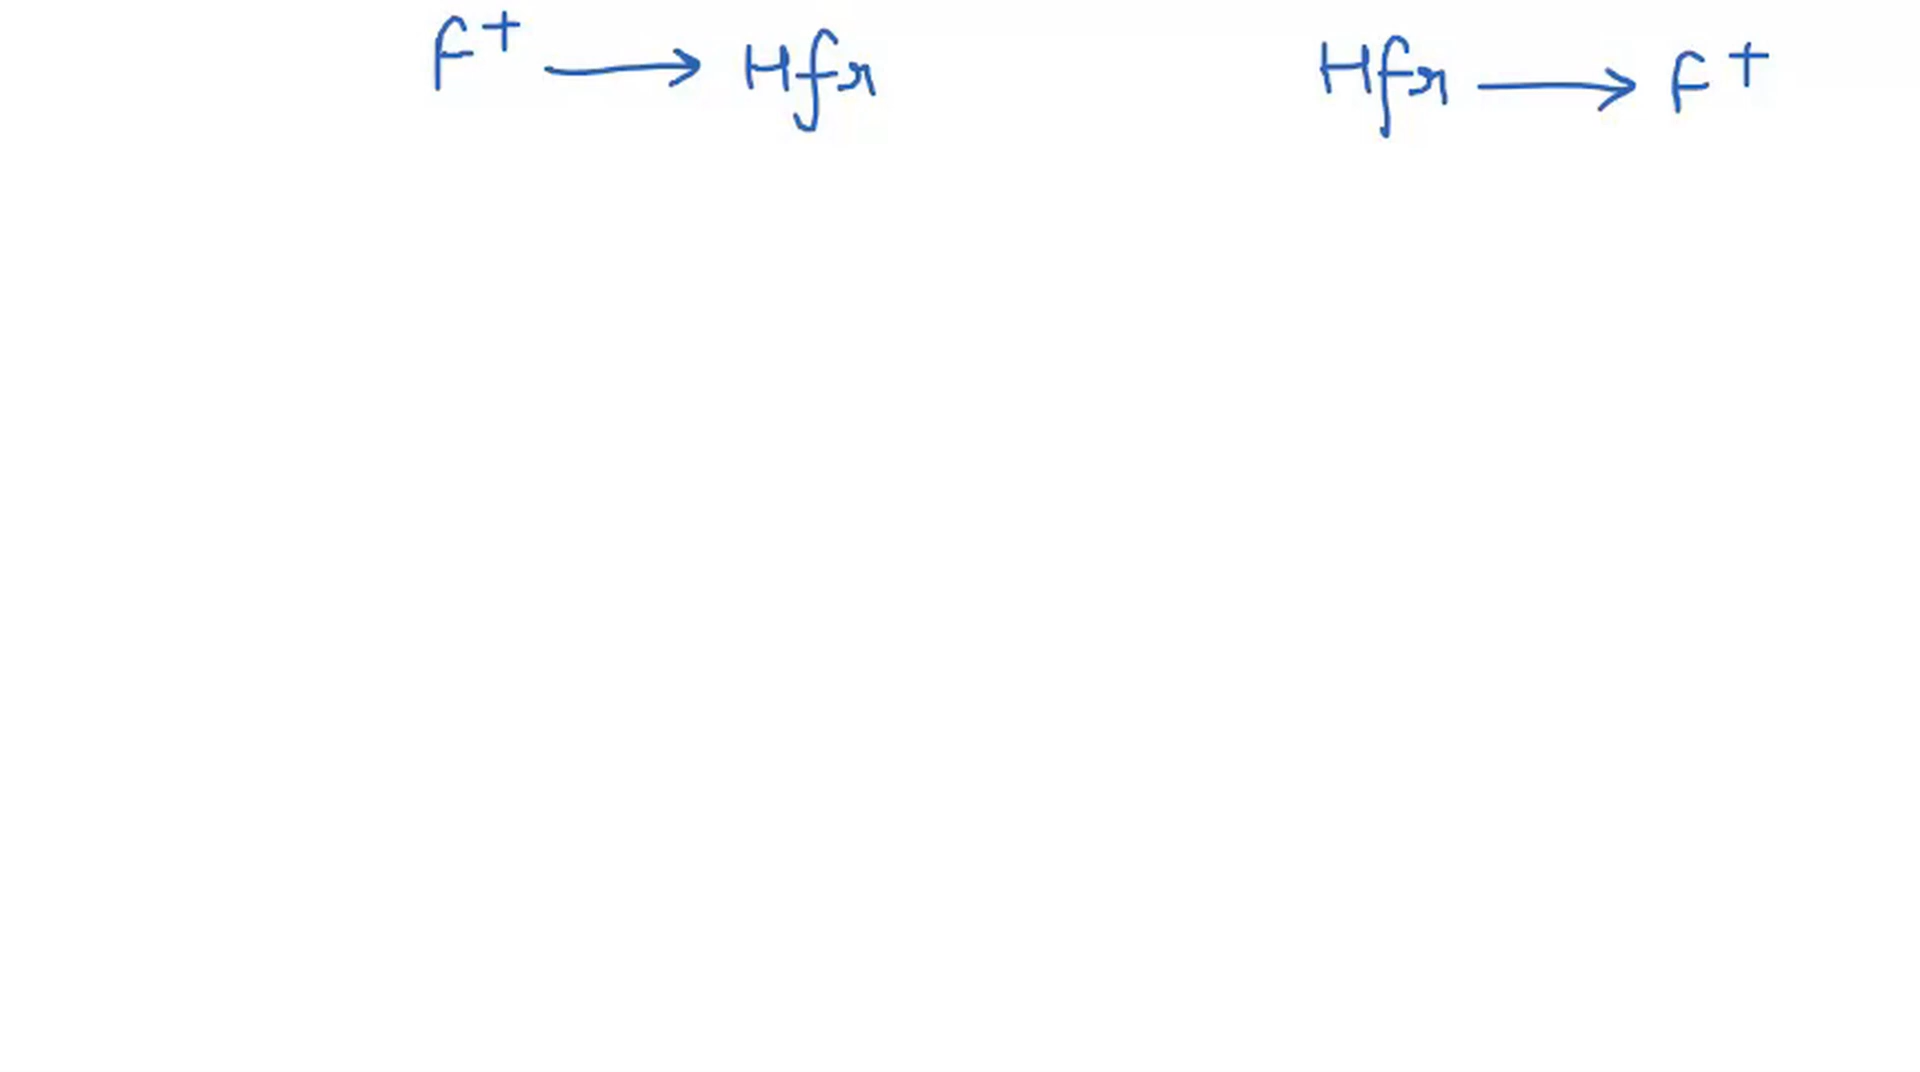 F⁺ → Hfr
Hfr → F⁺